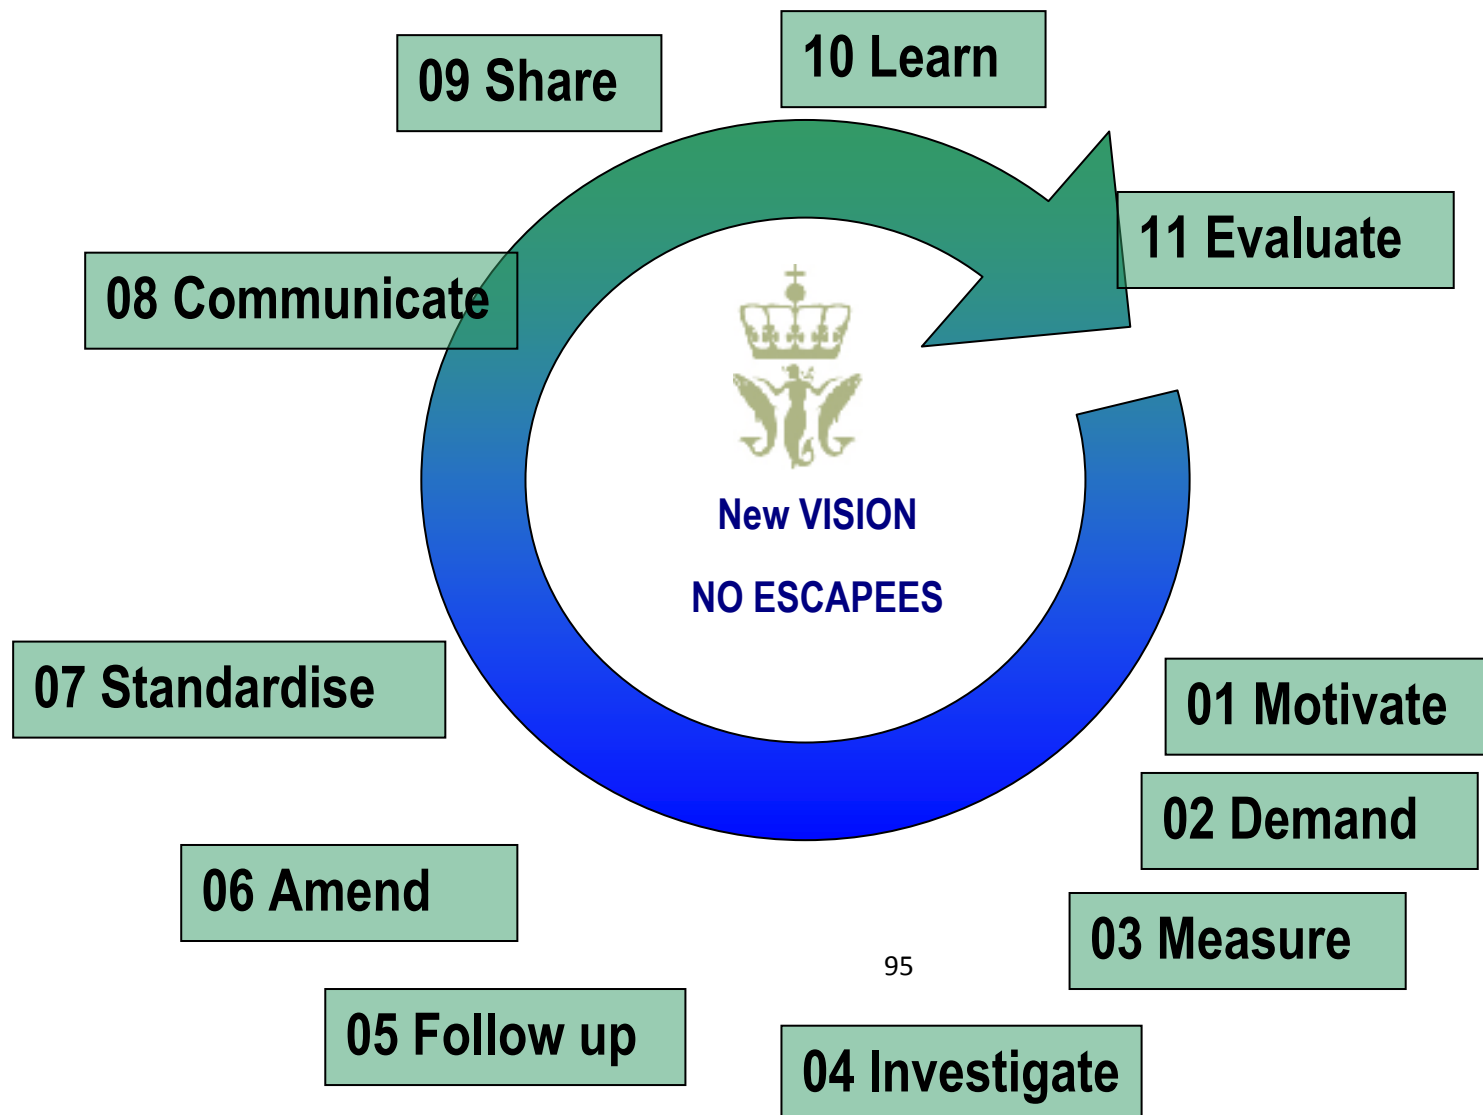 09 Share
10 Learn
11 Evaluate
08 Communicate
New VISION
NO ESCAPEES
07 Standardise
01 Motivate
02 Demand
06 Amend
03 Measure
95
05 Follow up
04 Investigate